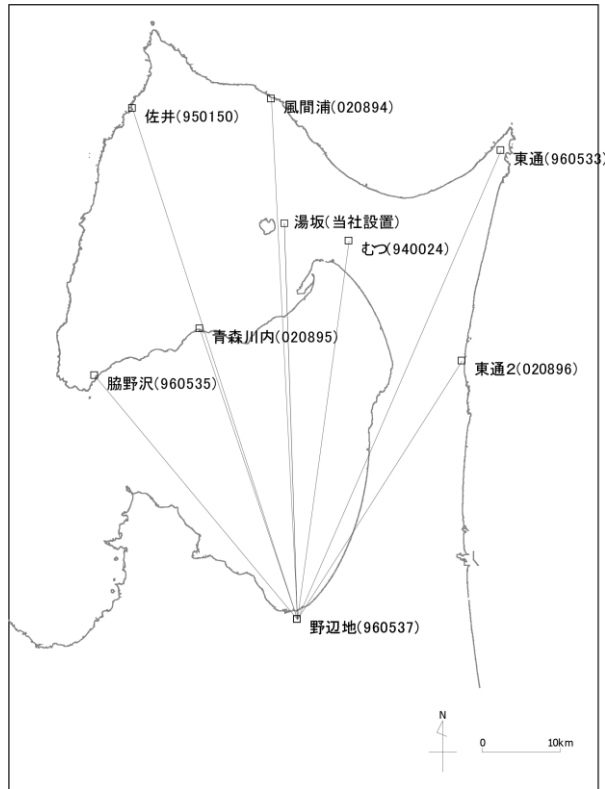 風間浦(020894)
佐井(950150)
東通(960533)
湯坂(当社設置)
むつ(940024)
青森川内(020895)
東通2(020896)
脇野沢(960535)
野辺地(960537)
N
0 10km